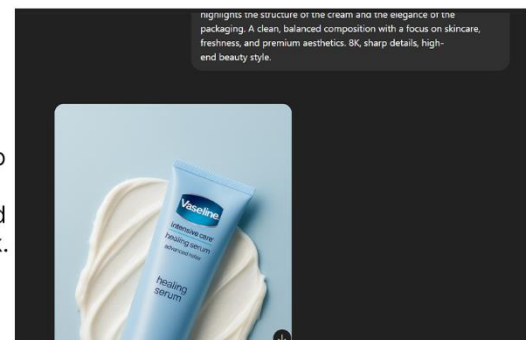 highlights the structure of the cream and the elegance of the
packaging. A clean, balanced composition with a focus on skincare,
freshness, and premium aesthetics. 8K, sharp details, high-
end beauty style.
Vaseline
intensive care
healing serum
advanced relief
healing
serum